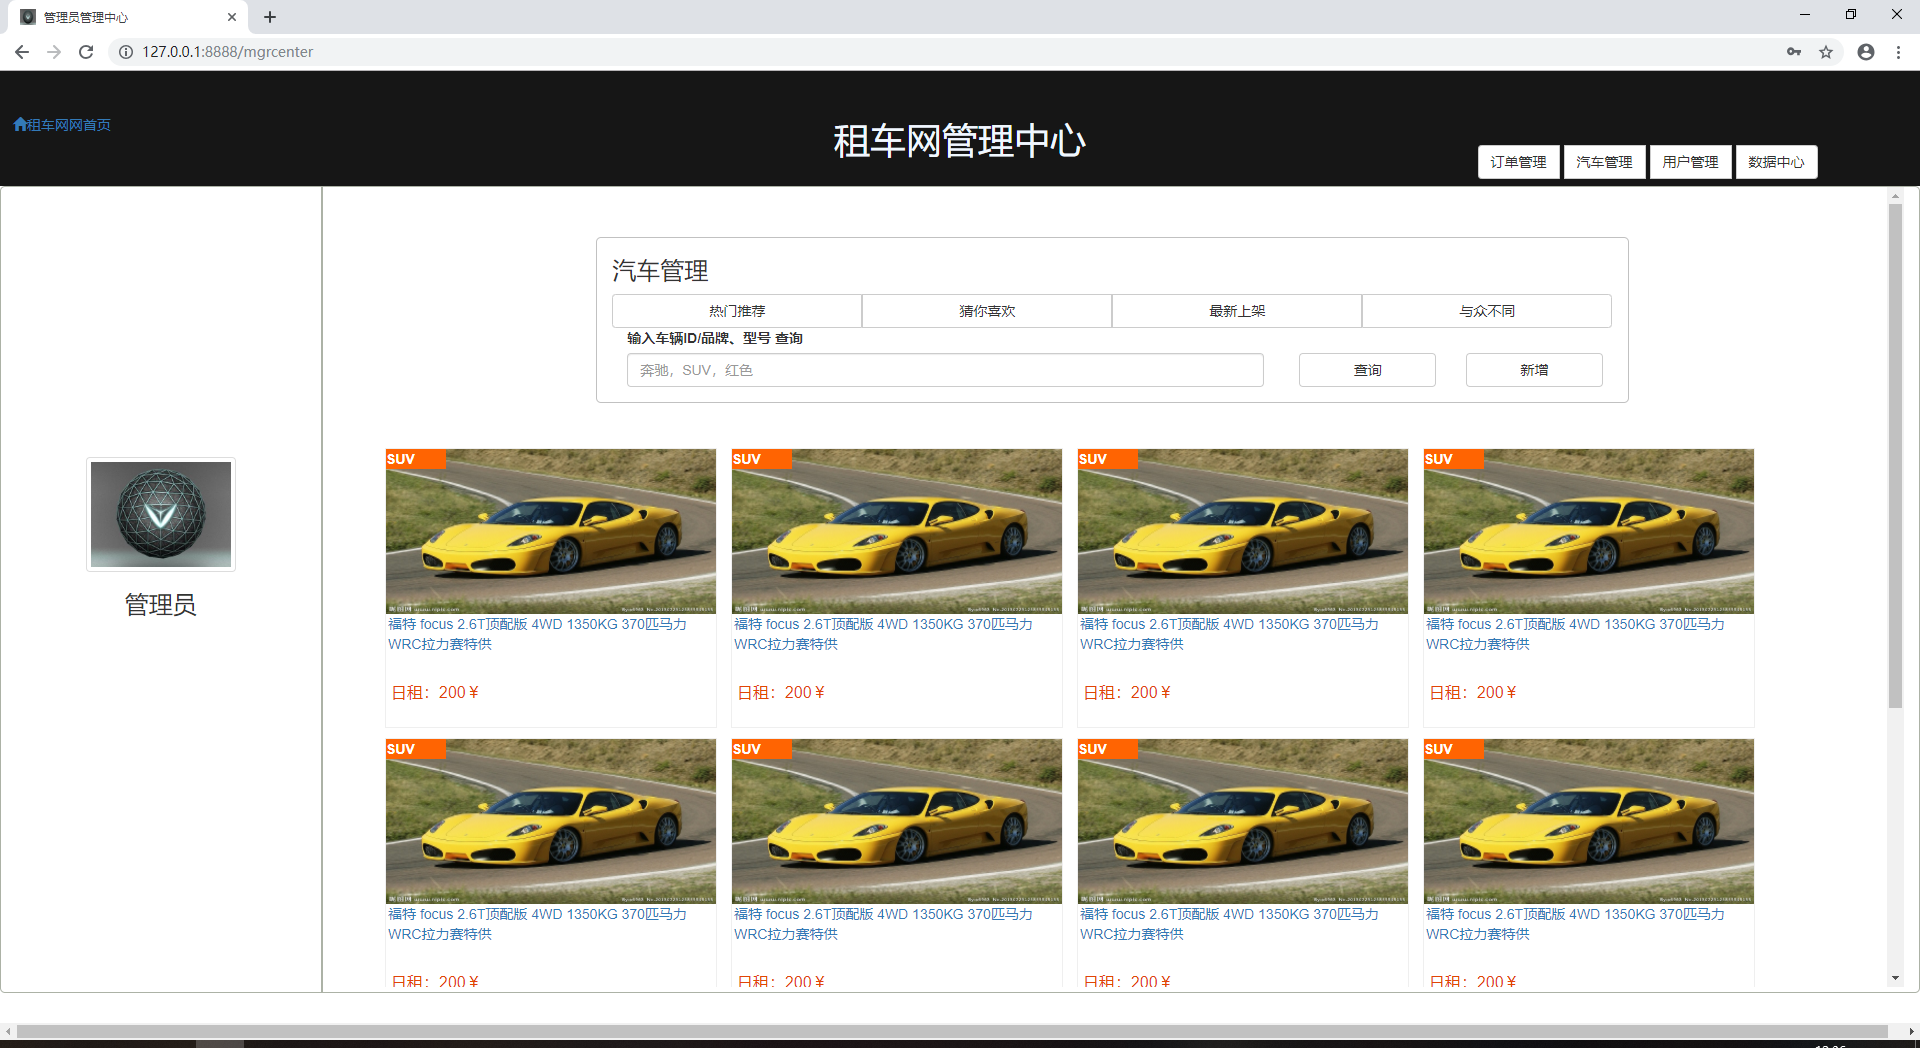 管理员管理中心
127.0.0.1:8888/mgrcenter
租车网网首页
租车网管理中心
订单管理 汽车管理 用户管理 数据中心
汽车管理
热门推荐 猜你喜欢 最新上架 与众不同
输入车辆ID/品牌、型号 查询
奔驰，SUV，红色 查询 新增
管理员
SUV SUV SUV SUV
福特 focus 2.6T顶配版 4WD 1350KG 370匹马力
WRC拉力赛特供
日租：200￥
福特 focus 2.6T顶配版 4WD 1350KG 370匹马力
WRC拉力赛特供
日租：200￥
福特 focus 2.6T顶配版 4WD 1350KG 370匹马力
WRC拉力赛特供
日租：200￥
福特 focus 2.6T顶配版 4WD 1350KG 370匹马力
WRC拉力赛特供
日租：200￥
SUV SUV SUV SUV
福特 focus 2.6T顶配版 4WD 1350KG 370匹马力
WRC拉力赛特供
日租：200￥
福特 focus 2.6T顶配版 4WD 1350KG 370匹马力
WRC拉力赛特供
日租：200￥
福特 focus 2.6T顶配版 4WD 1350KG 370匹马力
WRC拉力赛特供
日租：200￥
福特 focus 2.6T顶配版 4WD 1350KG 370匹马力
WRC拉力赛特供
日租：200￥